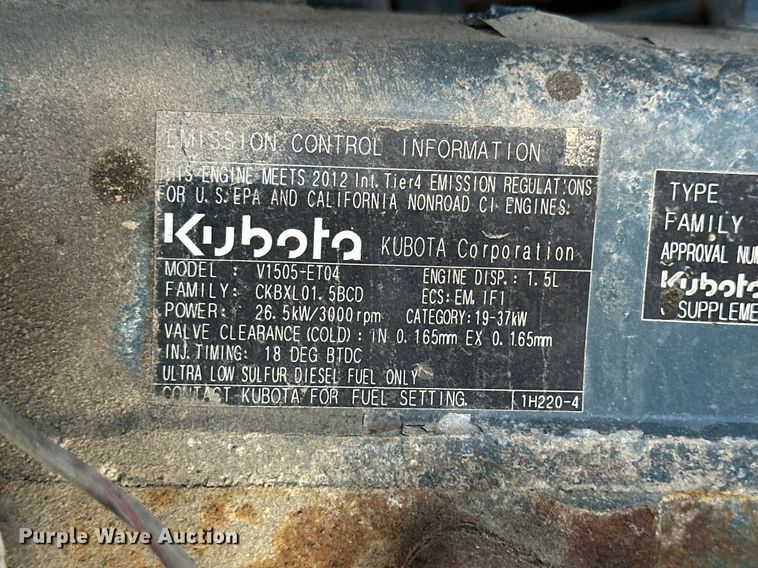 EMISSION CONTROL INFORMATION
THIS ENGINE MEETS 2012 Int. Tier4 EMISSION REGULATIONS
FOR U.S. EPA AND CALIFORNIA NONROAD CI ENGINES.
Kubota KUBOTA Corporation
MODEL : V1505-ET04 ENGINE DISP.: 1.5L
FAMILY: CKBXL01.5BCD ECS: EM, IFI
POWER: 26.5kW/3000rpm CATEGORY: 19-37kW
VALVE CLEARANCE (COLD) : IN 0.165mm EX 0.165mm
INJ. TIMING: 18 DEG BTDC
ULTRA LOW SULFUR DIESEL FUEL ONLY
CONTACT KUBOTA FOR FUEL SETTING. 1H220-4
TYPE
FAMILY
APPROVAL NUM
Kubota
SUPPLEME
Purple Wave Auction